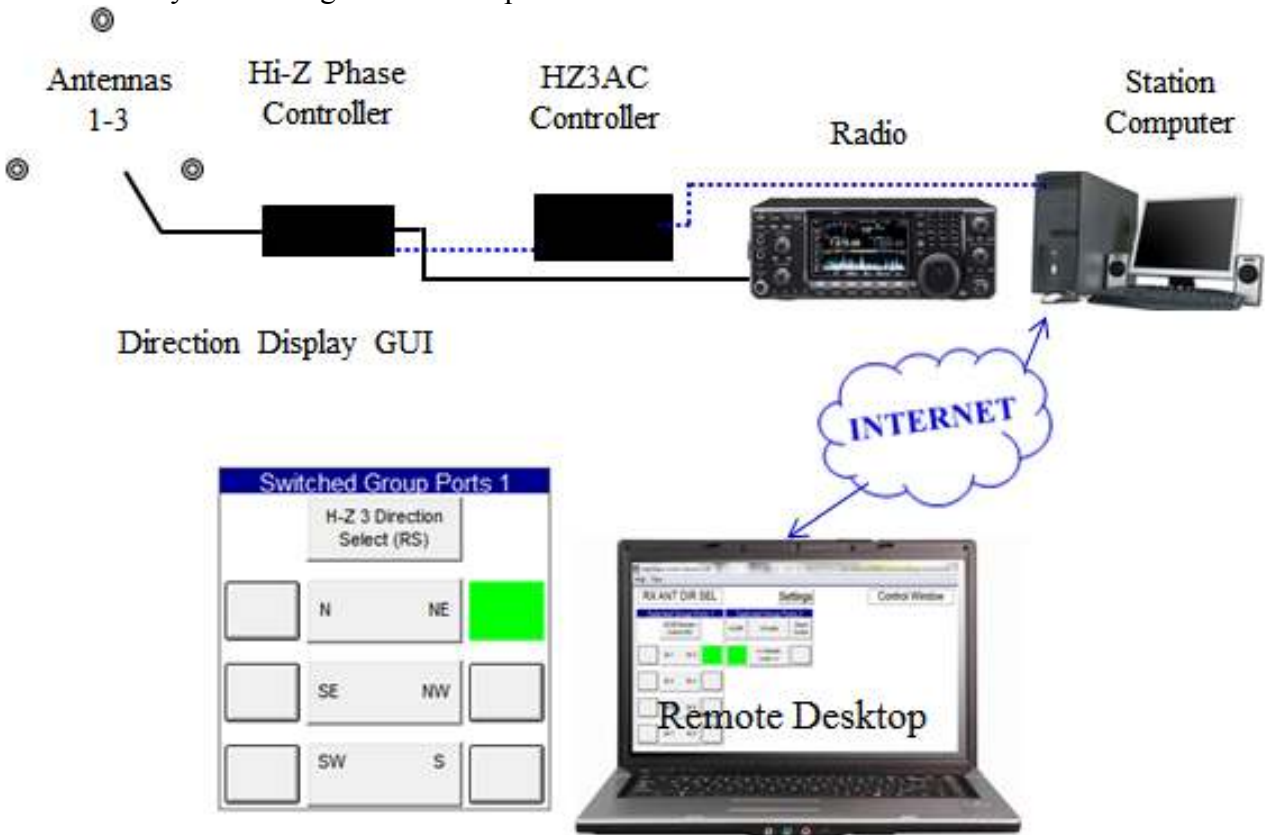 Antennas
1-3
Hi-Z Phase
Controller
HZ3AC
Controller
Radio
Station
Computer
Direction Display GUI
INTERNET
Switched Group Ports 1
H-Z 3 Direction
Select (RS)
N NE
SE NW
SW S
RX ANT DIR SEL
Settings
Control Window
Remote Desktop